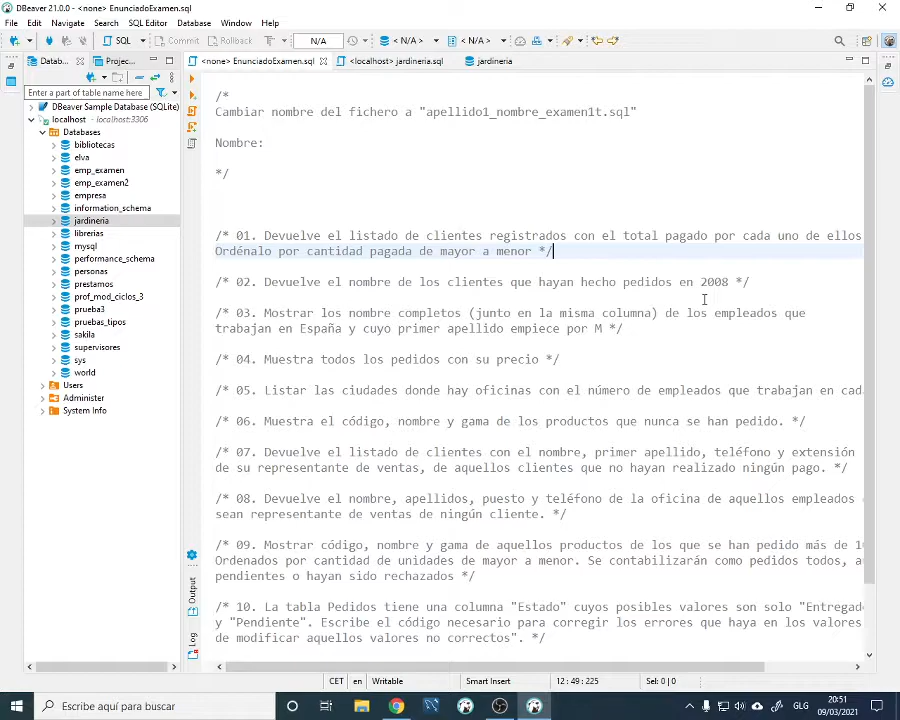 DBeaver 21.0.0 - <none> EnunciadoExamen.sql
File Edit Navigate Search SQL Editor Database Window Help
SQL Commit Rollback T N/A < N/A > < N/A >
Datab... Projec... <none> EnunciadoExamen.sql <localhost> jardineria.sql jardineria
Enter a part of table name here
DBeaver Sample Database (SQLite)
localhost - localhost:3306
Databases
bibliotecas
elva
emp_examen
emp_examen2
empresa
information_schema
jardineria
librerias
mysql
performance_schema
personas
prestamos
prof_mod_ciclos_3
prueba3
pruebas_tipos
sakila
supervisores
sys
world
Users
Administer
System Info
/*
Cambiar nombre del fichero a "apellido1_nombre_examen1t.sql"
Nombre:
*/
/* 01. Devuelve el listado de clientes registrados con el total pagado por cada uno de ellos
Ordénalo por cantidad pagada de mayor a menor */
/* 02. Devuelve el nombre de los clientes que hayan hecho pedidos en 2008 */
/* 03. Mostrar los nombre completos (junto en la misma columna) de los empleados que
trabajan en España y cuyo primer apellido empiece por M */
/* 04. Muestra todos los pedidos con su precio */
/* 05. Listar las ciudades donde hay oficinas con el número de empleados que trabajan en cada
/* 06. Muestra el código, nombre y gama de los productos que nunca se han pedido. */
/* 07. Devuelve el listado de clientes con el nombre, primer apellido, teléfono y extensión
de su representante de ventas, de aquellos clientes que no hayan realizado ningún pago. */
/* 08. Devuelve el nombre, apellidos, puesto y teléfono de la oficina de aquellos empleados
sean representante de ventas de ningún cliente. */
/* 09. Mostrar código, nombre y gama de aquellos productos de los que se han pedido más de 10
Ordenados por cantidad de unidades de mayor a menor. Se contabilizarán como pedidos todos, a
pendientes o hayan sido rechazados */
/* 10. La tabla Pedidos tiene una columna "Estado" cuyos posibles valores son solo "Entregad
y "Pendiente". Escribe el código necesario para corregir los errores que haya en los valores
de modificar aquellos valores no correctos". */
Output
Log
CET en Writable Smart Insert 12 : 49 : 225 Sel: 0 | 0
Escribe aquí para buscar
GLG 20:51
09/03/2021